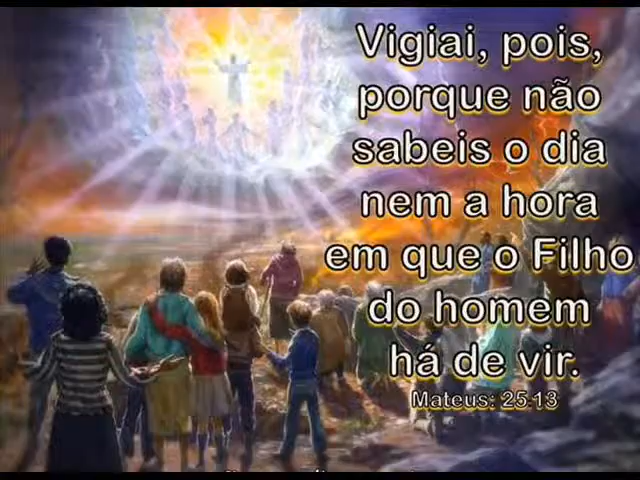 Vigiai, pois,
porque não
sabeis o dia
nem a hora
em que o Filho
do homem
há de vir.
Mateus: 25:13